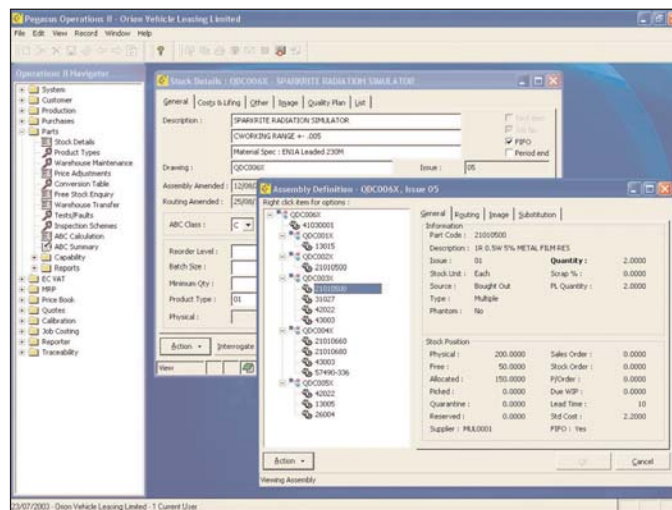 Pegasus Operations II - Orion Vehicle Leasing Limited
File Edit View Record Window Help
Operations II Navigator
System
Customer
Production
Purchases
Parts
Stock Details
Product Types
Warehouse Maintenance
Price Adjustments
Conversion Table
Free Stock Enquiry
Warehouse Transfer
Tests/Faults
Inspection Schemes
ABC Calculation
ABC Summary
Capability
Reports
EC VAT
MRP
Price Book
Quotes
Calibration
Job Costing
Reporter
Traceability
Stock Details : QDC006X - SPARKRITE RADIATION SIMULATOR
General Costs & Lifing Other Image Quality Plan List
Description : SPARKRITE RADIATION SIMULATOR
CWORKING RANGE +- .005
Material Spec : EN1A Leaded 230M
FIFO
Period end
Drawing : QDC006X Issue : 05
Assembly Amended : 12/08/
Routing Amended : 25/08/
ABC Class : C
Reorder Level :
Batch Size :
Minimum Qty :
Product Type : 01
Physical :
Action Interrogate
View
Assembly Definition - QDC006X, Issue 05
Right click item for options :
QDC006X
41030001
QDC001X
13015
QDC002X
21010500
QDC003X
21010500
31027
42022
43003
QDC004X
21010660
21010680
43003
57490-336
QDC005X
42022
13005
26004
General Routing Image Substitution
Information
Part Code : 21010500
Description : 1R 0.5W 5% METAL FILM RES
Issue : 01 Quantity : 2.0000
Stock Unit : Each Scrap % : 0.0000
Source : Bought Out PL Quantity : 2.0000
Type : Multiple
Phantom : No
Stock Position
Physical : 200.0000 Sales Order : 0.0000
Free : 50.0000 Stock Order : 0.0000
Allocated : 150.0000 P/Order : 0.0000
Picked : 0.0000 Due WIP : 0.0000
Quarantine : 0.0000 Lead Time : 10
Reserved : 0.0000 Std Cost : 2.2000
Supplier : MUL0001 FIFO : Yes
Action Cancel
Viewing Assembly
23/07/2003 - Orion Vehicle Leasing Limited - 1 Current User